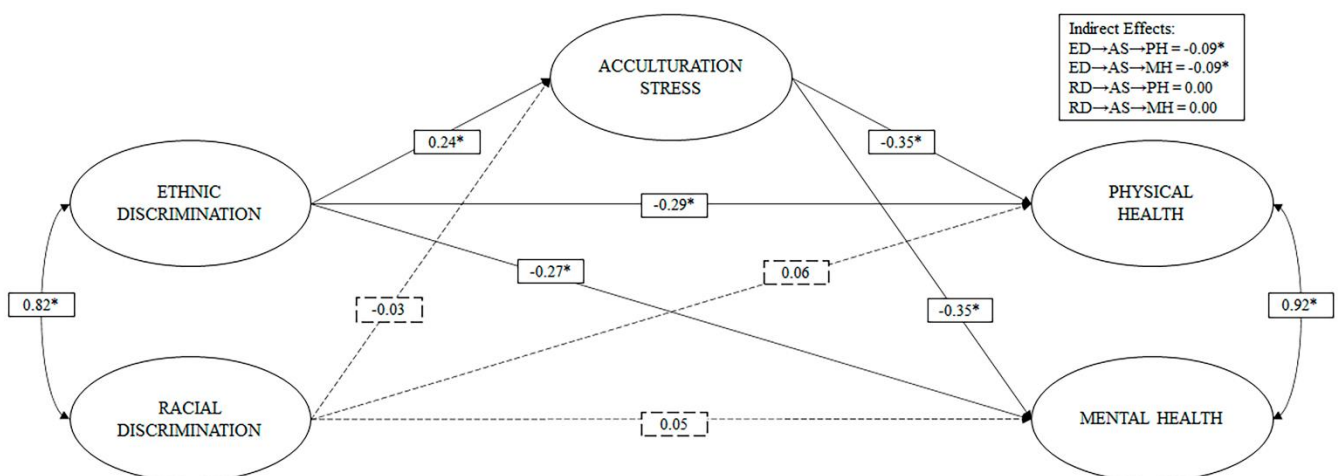 Indirect Effects:
ED→AS→PH = -0.09*
ED→AS→MH = -0.09*
RD→AS→PH = 0.00
RD→AS→MH = 0.00
ACCULTURATION
STRESS
0.24*
-0.35*
ETHNIC
DISCRIMINATION
-0.29*
PHYSICAL
HEALTH
-0.27*
0.06
0.82*
-0.03
-0.35*
0.92*
RACIAL
DISCRIMINATION
0.05
MENTAL HEALTH